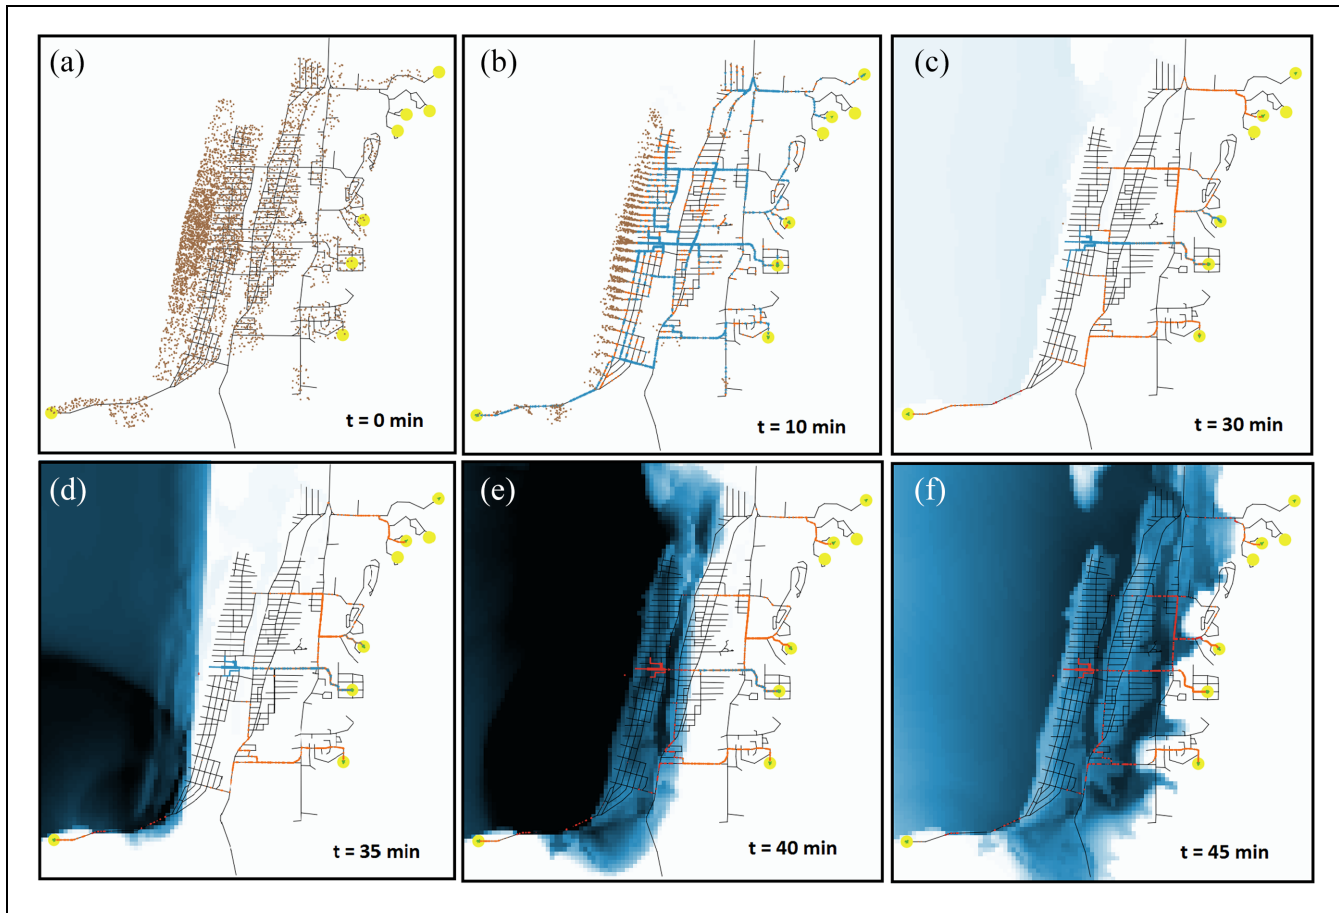 (a)
t = 0 min
(b)
t = 10 min
(c)
t = 30 min
(d)
t = 35 min
(e)
t = 40 min
(f)
t = 45 min